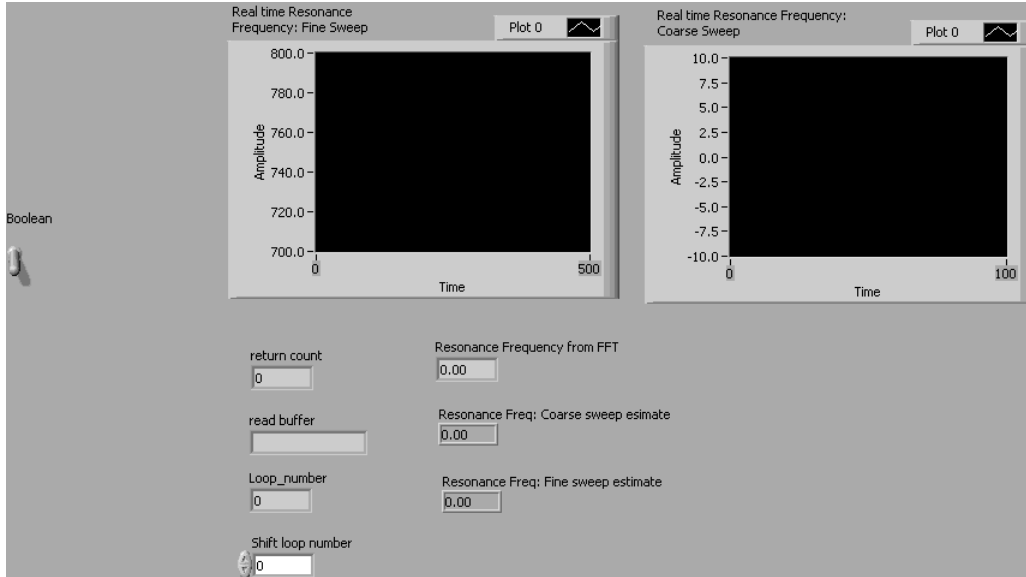 Real time Resonance
Frequency: Fine Sweep
Plot 0
800.0
780.0
760.0
740.0
720.0
700.0
Amplitude
0
500
Time
Real time Resonance Frequency:
Coarse Sweep
Plot 0
10.0
7.5
5.0
2.5
0.0
-2.5
-5.0
-7.5
-10.0
Amplitude
0
100
Time
Boolean
return count
0
Resonance Frequency from FFT
0.00
read buffer
Resonance Freq: Coarse sweep esimate
0.00
Loop_number
0
Resonance Freq: Fine sweep estimate
0.00
Shift loop number
0